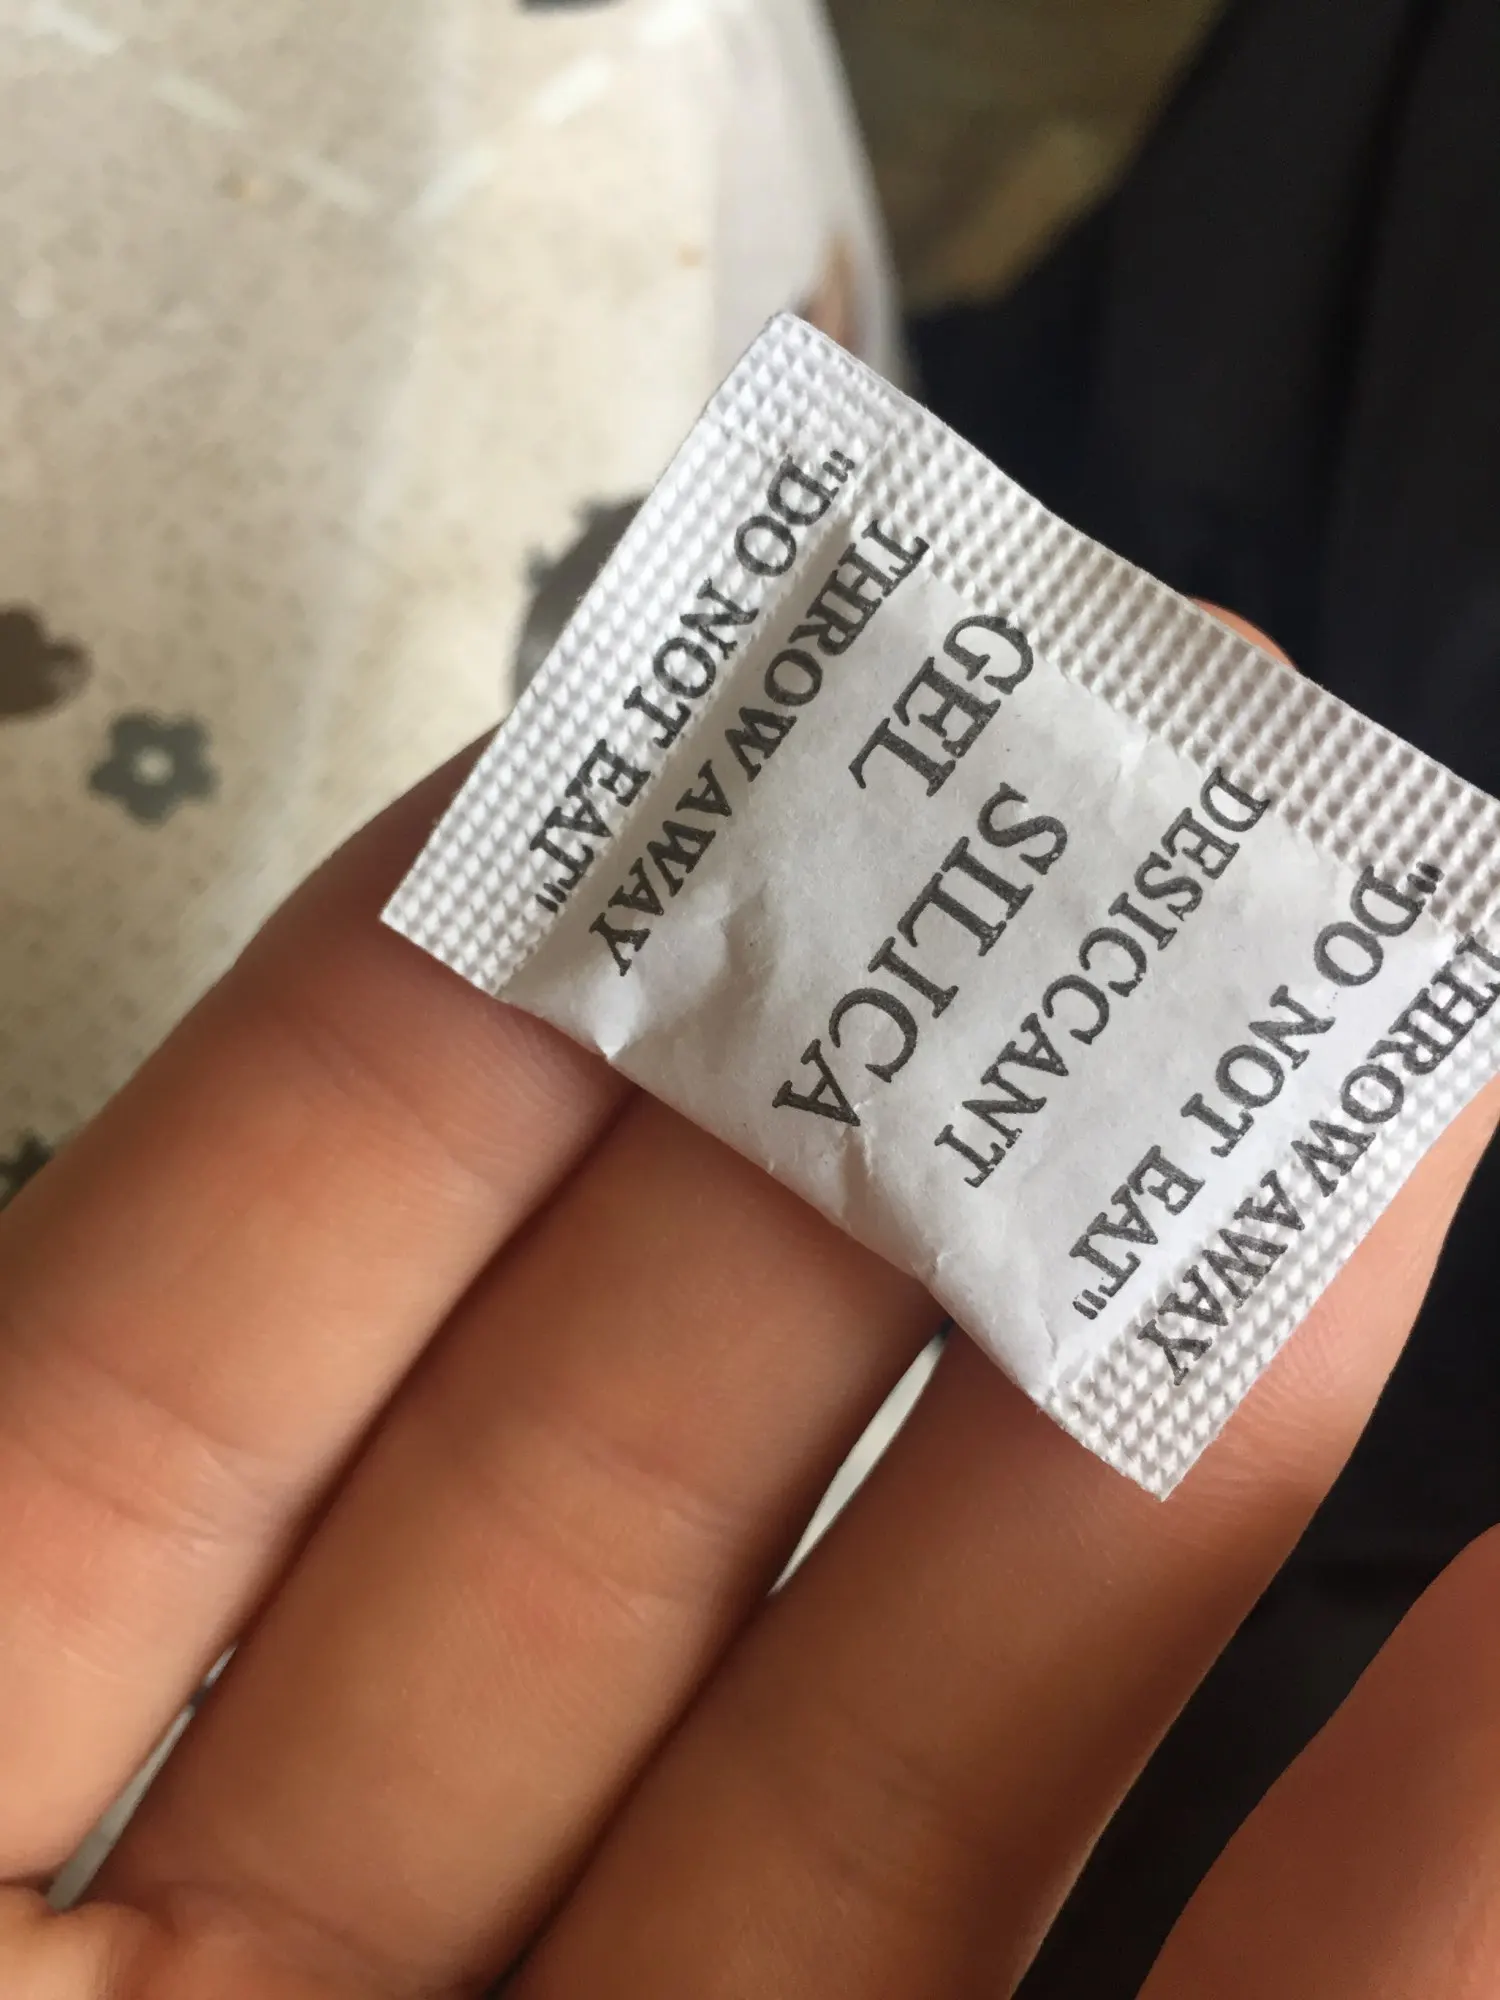 THROW AWAY
"DO NOT EAT"
DESICCANT
SILICA
GEL
THROW AWAY
"DO NOT EAT"